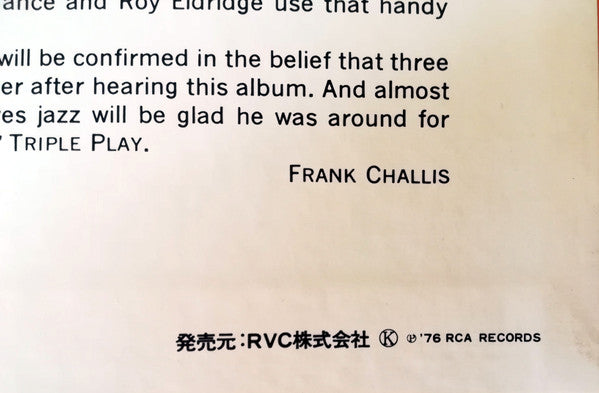 ance and Roy Eldridge use that handy
will be confirmed in the belief that three
er after hearing this album. And almost
es jazz will be glad he was around for
' TRIPLE PLAY.
FRANK CHALLIS
発売元:RVC株式会社 Ⓚ ℗ '76 RCA RECORDS